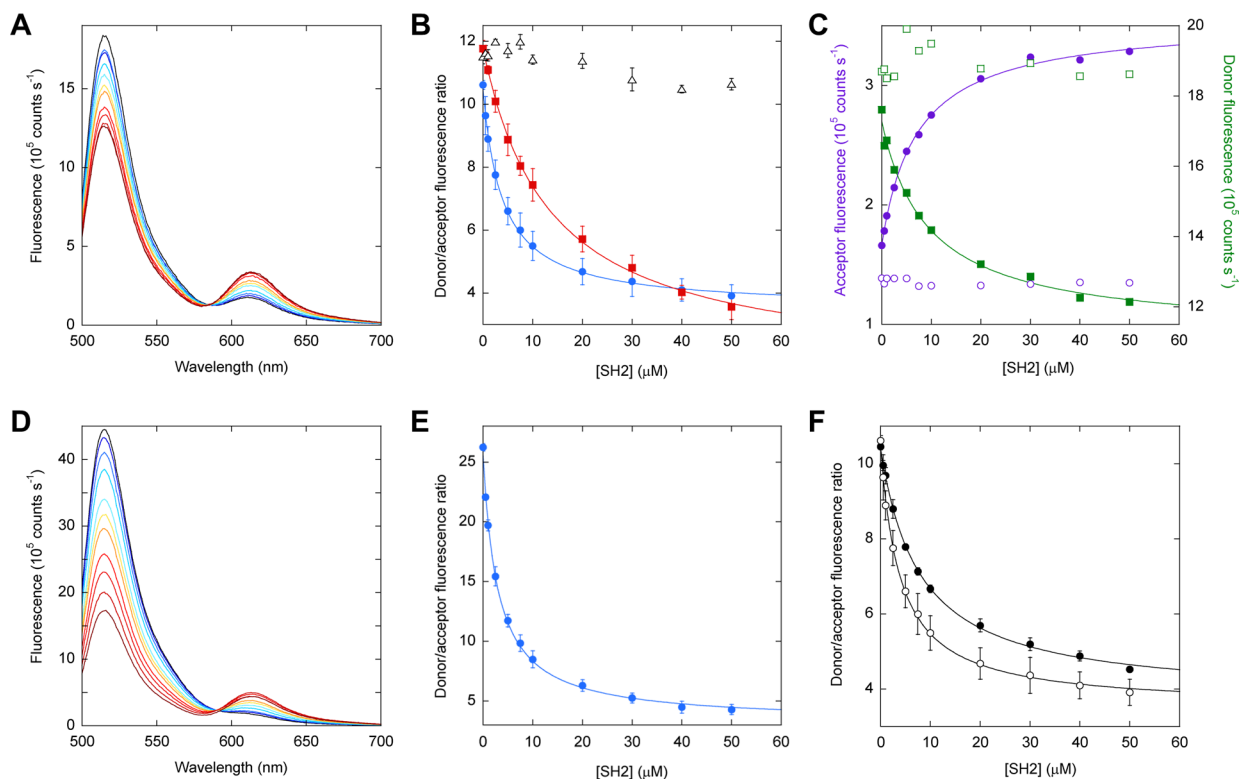 A
Fluorescence (10⁵ counts s⁻¹)
15
10
5
0
500 550 600 650 700
Wavelength (nm)
B
Donor/acceptor fluorescence ratio
12
10
8
6
4
0 10 20 30 40 50 60
[SH2] (μM)
C
Acceptor fluorescence (10⁵ counts s⁻¹)
3
2
1
20
18
16
14
12
Donor fluorescence (10⁵ counts s⁻¹)
0 10 20 30 40 50 60
[SH2] (μM)
D
Fluorescence (10⁵ counts s⁻¹)
40
30
20
10
0
500 550 600 650 700
Wavelength (nm)
E
Donor/acceptor fluorescence ratio
25
20
15
10
5
0 10 20 30 40 50 60
[SH2] (μM)
F
Donor/acceptor fluorescence ratio
10
8
6
4
0 10 20 30 40 50 60
[SH2] (μM)